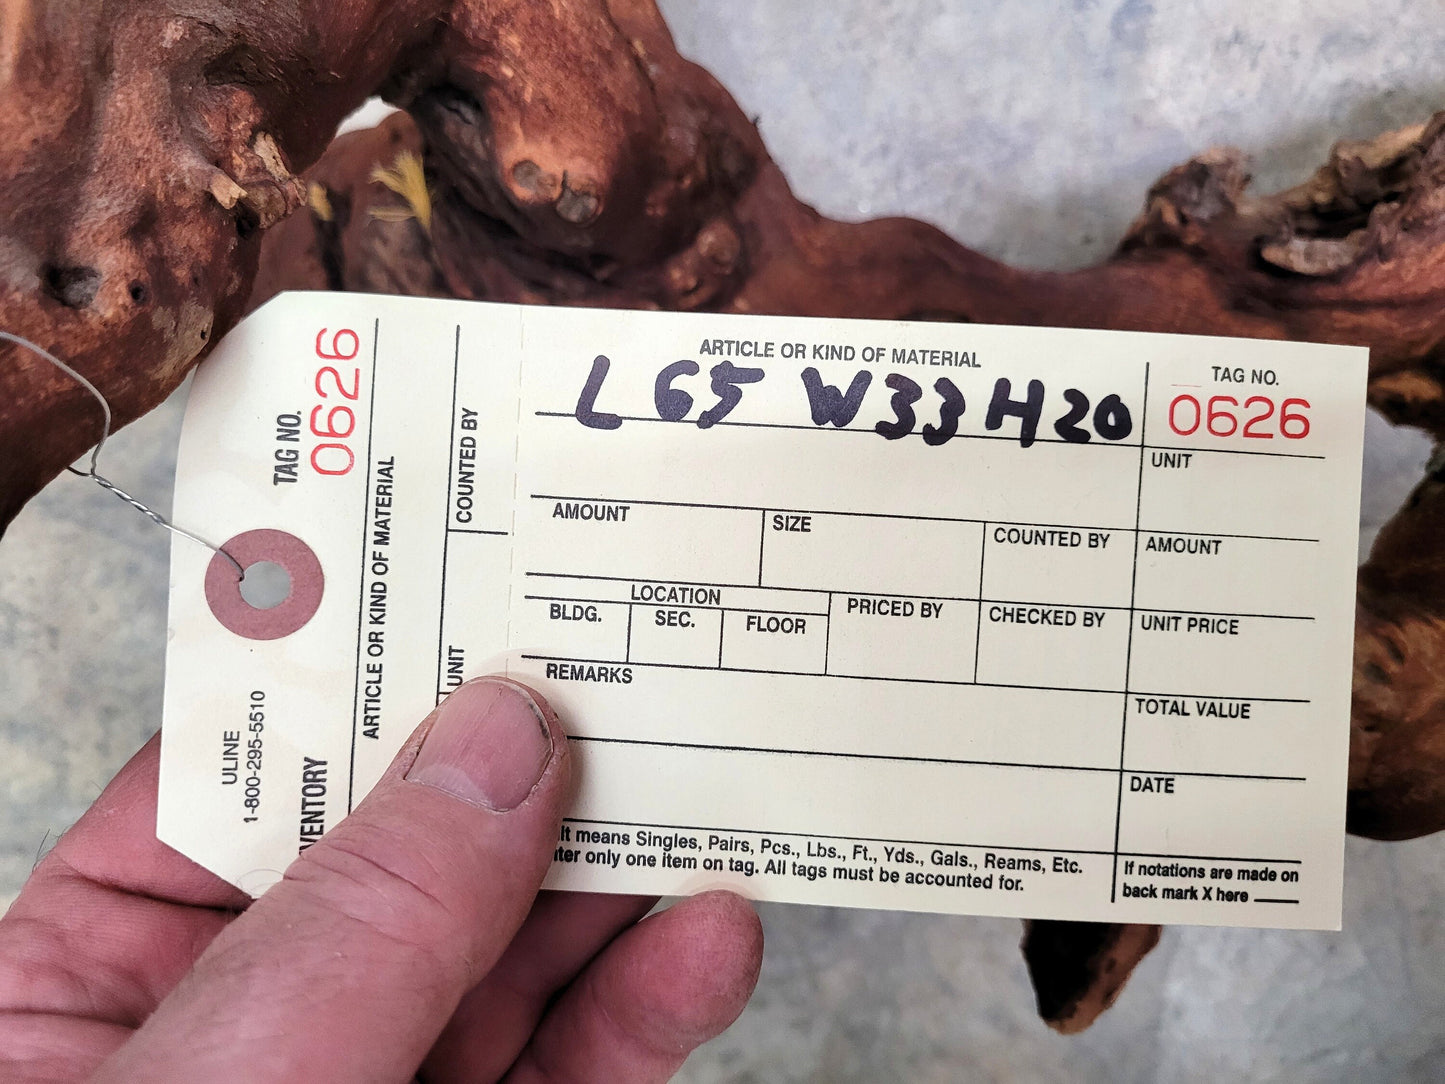 TAG NO.
0626
ARTICLE OR KIND OF MATERIAL
COUNTED BY
UNIT
ULINE
1-800-295-5510
ARTICLE OR KIND OF MATERIAL
L 65 W33 H20
TAG NO.
0626
UNIT
AMOUNT
SIZE
COUNTED BY
AMOUNT
LOCATION
BLDG.
SEC.
FLOOR
PRICED BY
CHECKED BY
UNIT PRICE
REMARKS
TOTAL VALUE
DATE
It means Singles, Pairs, Pcs., Lbs., Ft., Yds., Gals., Reams, Etc.
only one item on tag. All tags must be accounted for.
If notations are made on
back mark X here